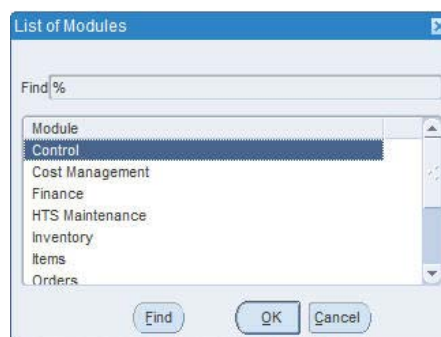 List of Modules
Find %
Module
Control
Cost Management
Finance
HTS Maintenance
Inventory
Items
Orders
Find OK Cancel